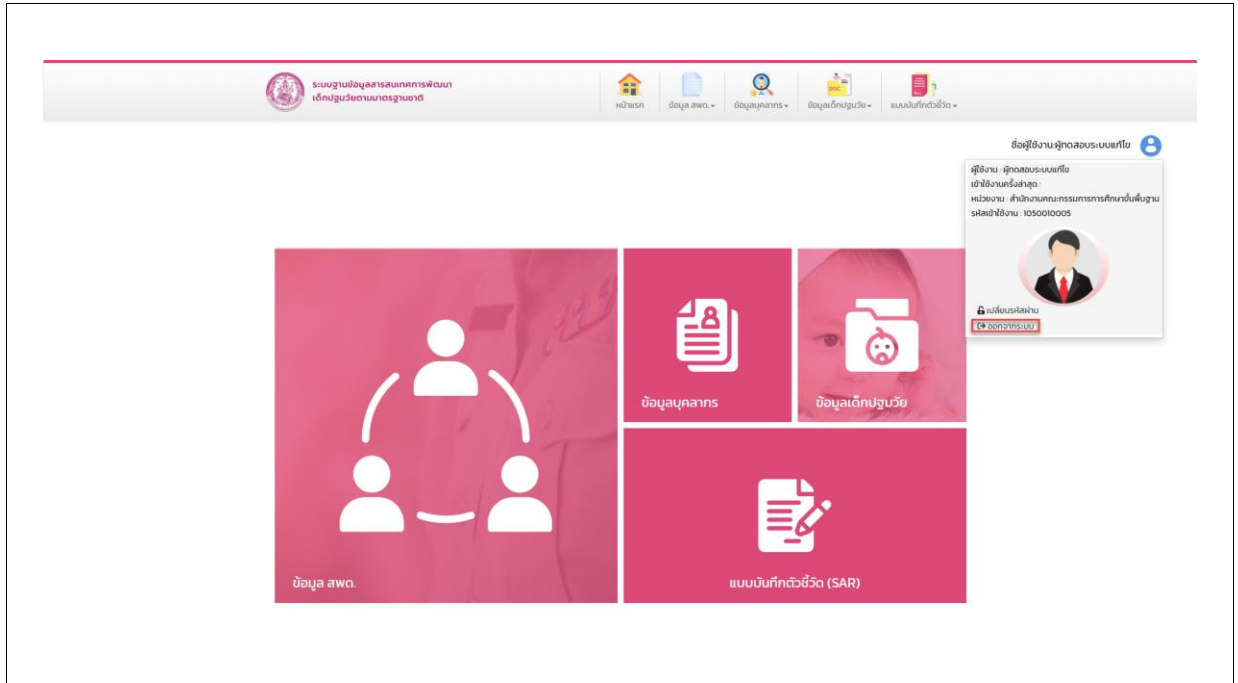 ระบบฐานข้อมูลสารสนเทศการพัฒนา
เด็กปฐมวัยตามมาตรฐานชาติ
หน้าแรก
ข้อมูล สพด.
ข้อมูลบุคลากร
DOC
ข้อมูลเด็กปฐมวัย
แบบบันทึกตัวชี้วัด
ชื่อผู้ใช้งาน:ผู้ทดสอบระบบแก้ไข
ผู้ใช้งาน : ผู้ทดสอบระบบแก้ไข
เข้าใช้งานครั้งล่าสุด :
หน่วยงาน : สำนักงานคณะกรรมการการศึกษาขั้นพื้นฐาน
รหัสเข้าใช้งาน : 1050010005
เปลี่ยนรหัสผ่าน
ออกจากระบบ
ข้อมูลบุคลากร
ข้อมูลเด็กปฐมวัย
ข้อมูล สพด.
แบบบันทึกตัวชี้วัด (SAR)